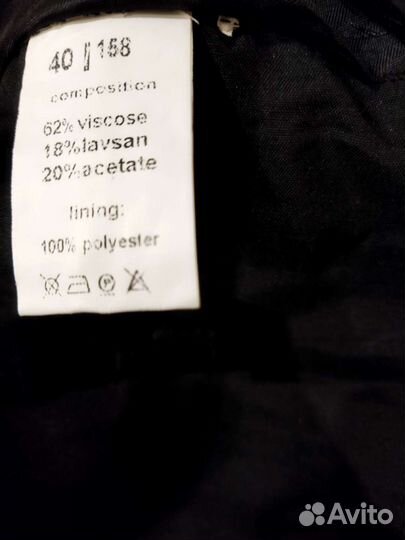 40 | 158
composition
62% viscose
18% lavsan
20% acetate
lining:
100% polyester
P
Avito